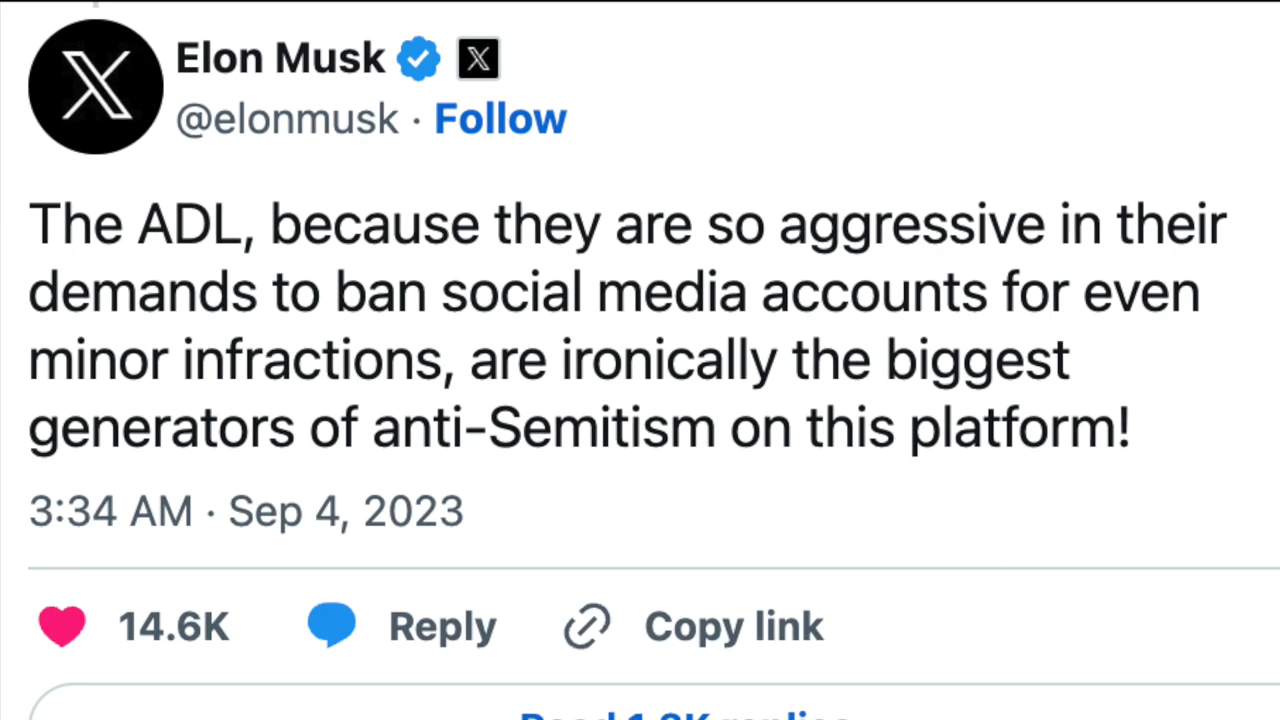 Elon Musk
@elonmusk · Follow
The ADL, because they are so aggressive in their
demands to ban social media accounts for even
minor infractions, are ironically the biggest
generators of anti-Semitism on this platform!
3:34 AM · Sep 4, 2023
14.6K Reply Copy link
Read replies